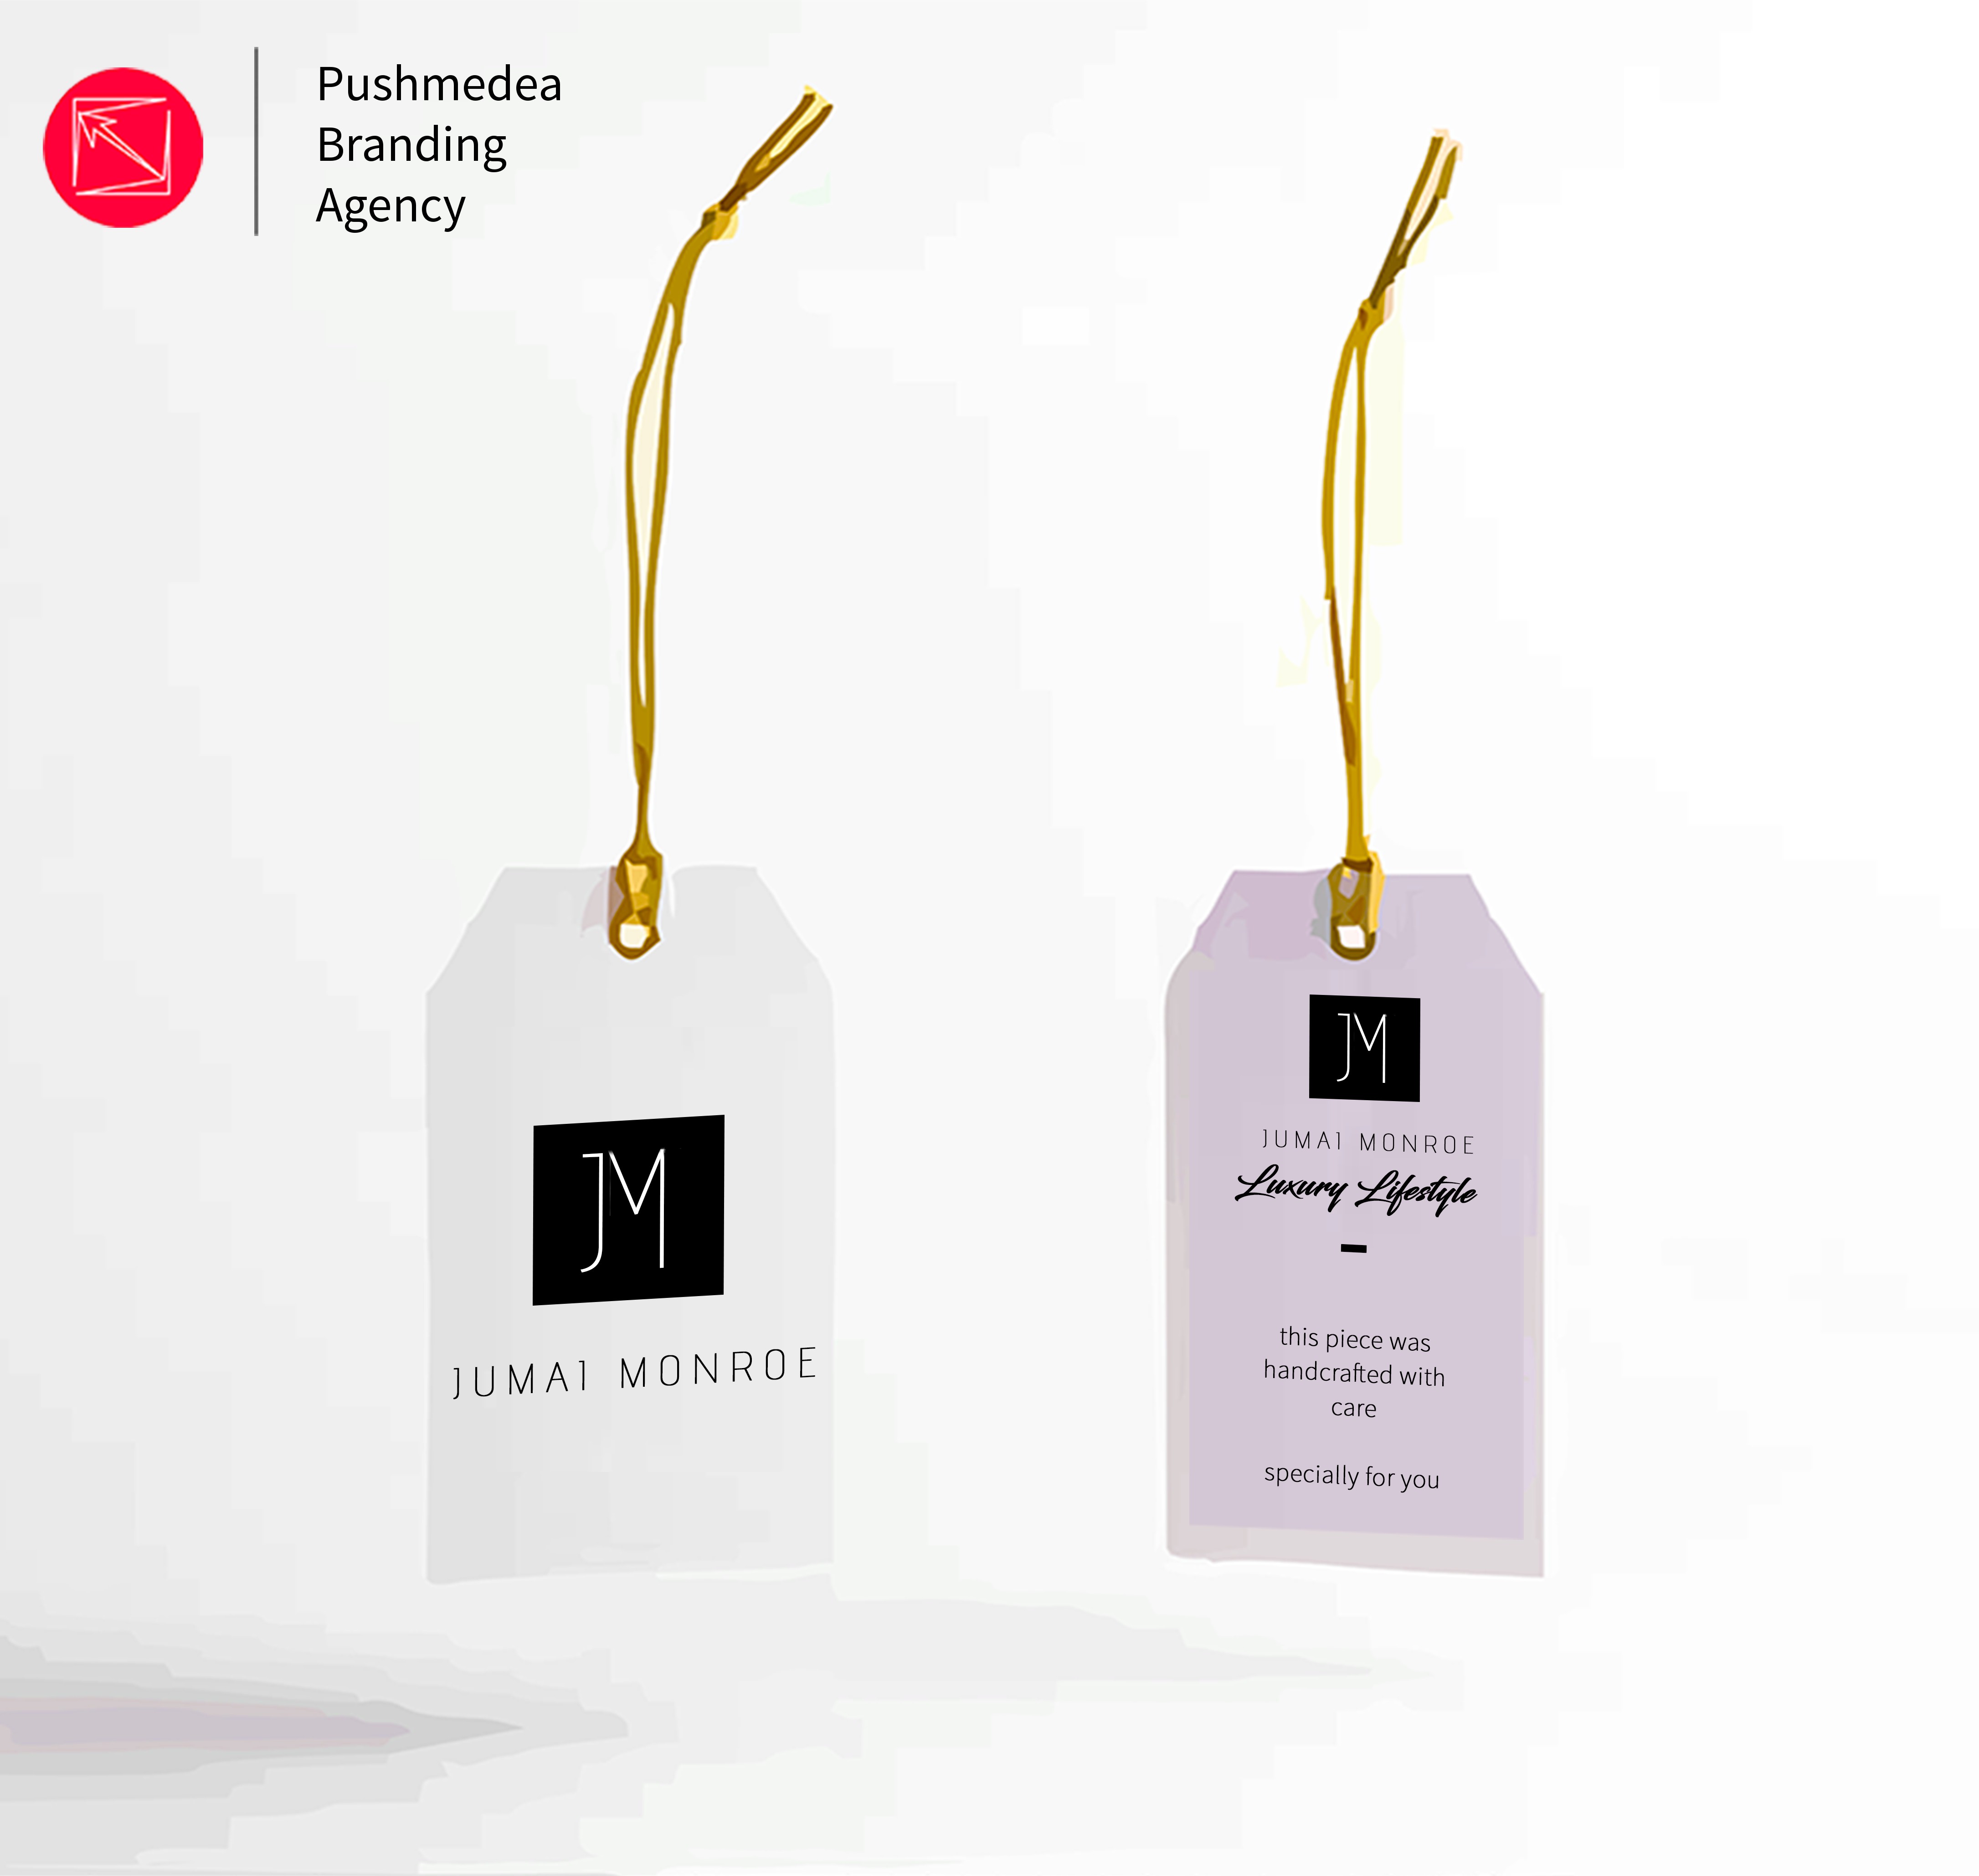 Pushmedea
Branding
Agency
JM
JUMAI MONROE
JM
JUMAI MONROE
Luxury Lifestyle
-
this piece was
handcrafted with
care
specially for you